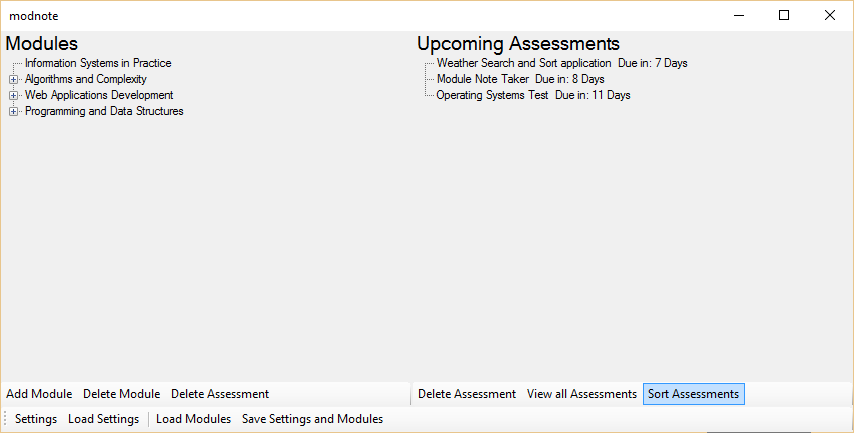 modnote
Modules
Information Systems in Practice
Algorithms and Complexity
Web Applications Development
Programming and Data Structures
Upcoming Assessments
Weather Search and Sort application  Due in: 7 Days
Module Note Taker  Due in: 8 Days
Operating Systems Test  Due in: 11 Days
Add Module Delete Module Delete Assessment
Delete Assessment View all Assessments Sort Assessments
Settings Load Settings Load Modules Save Settings and Modules